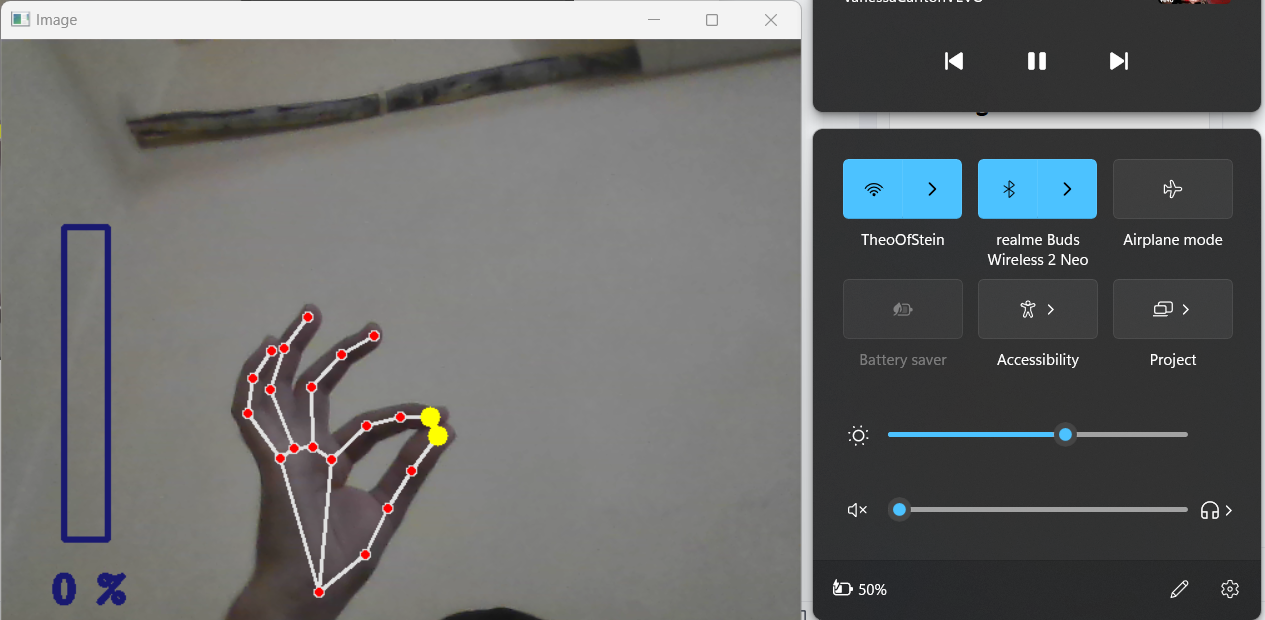 Image
0 %
TheoOfStein
realme Buds
Wireless 2 Neo
Airplane mode
Battery saver
Accessibility
Project
50%